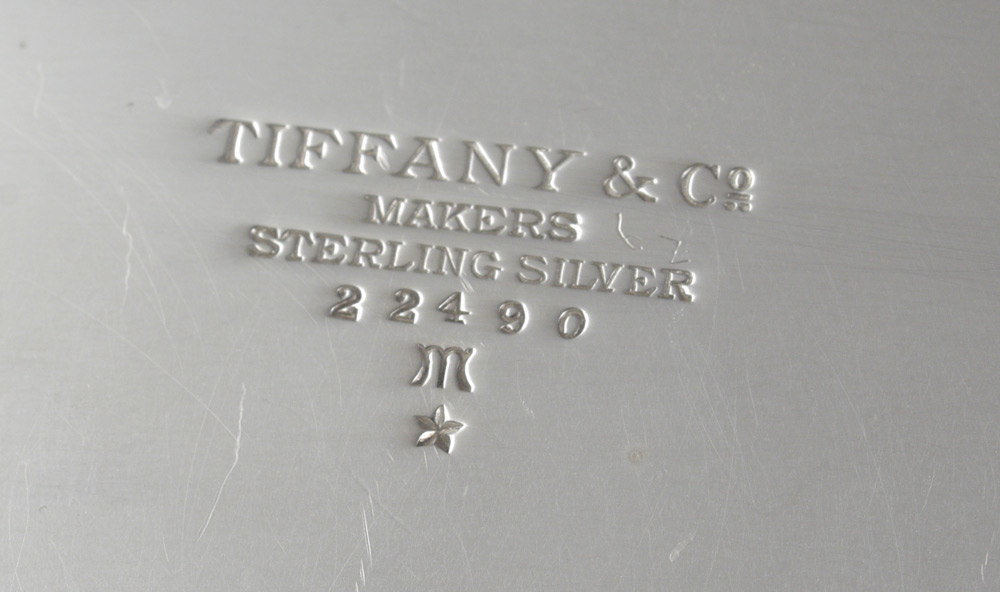 TIFFANY & Co
MAKERS
STERLING SILVER
22490
m